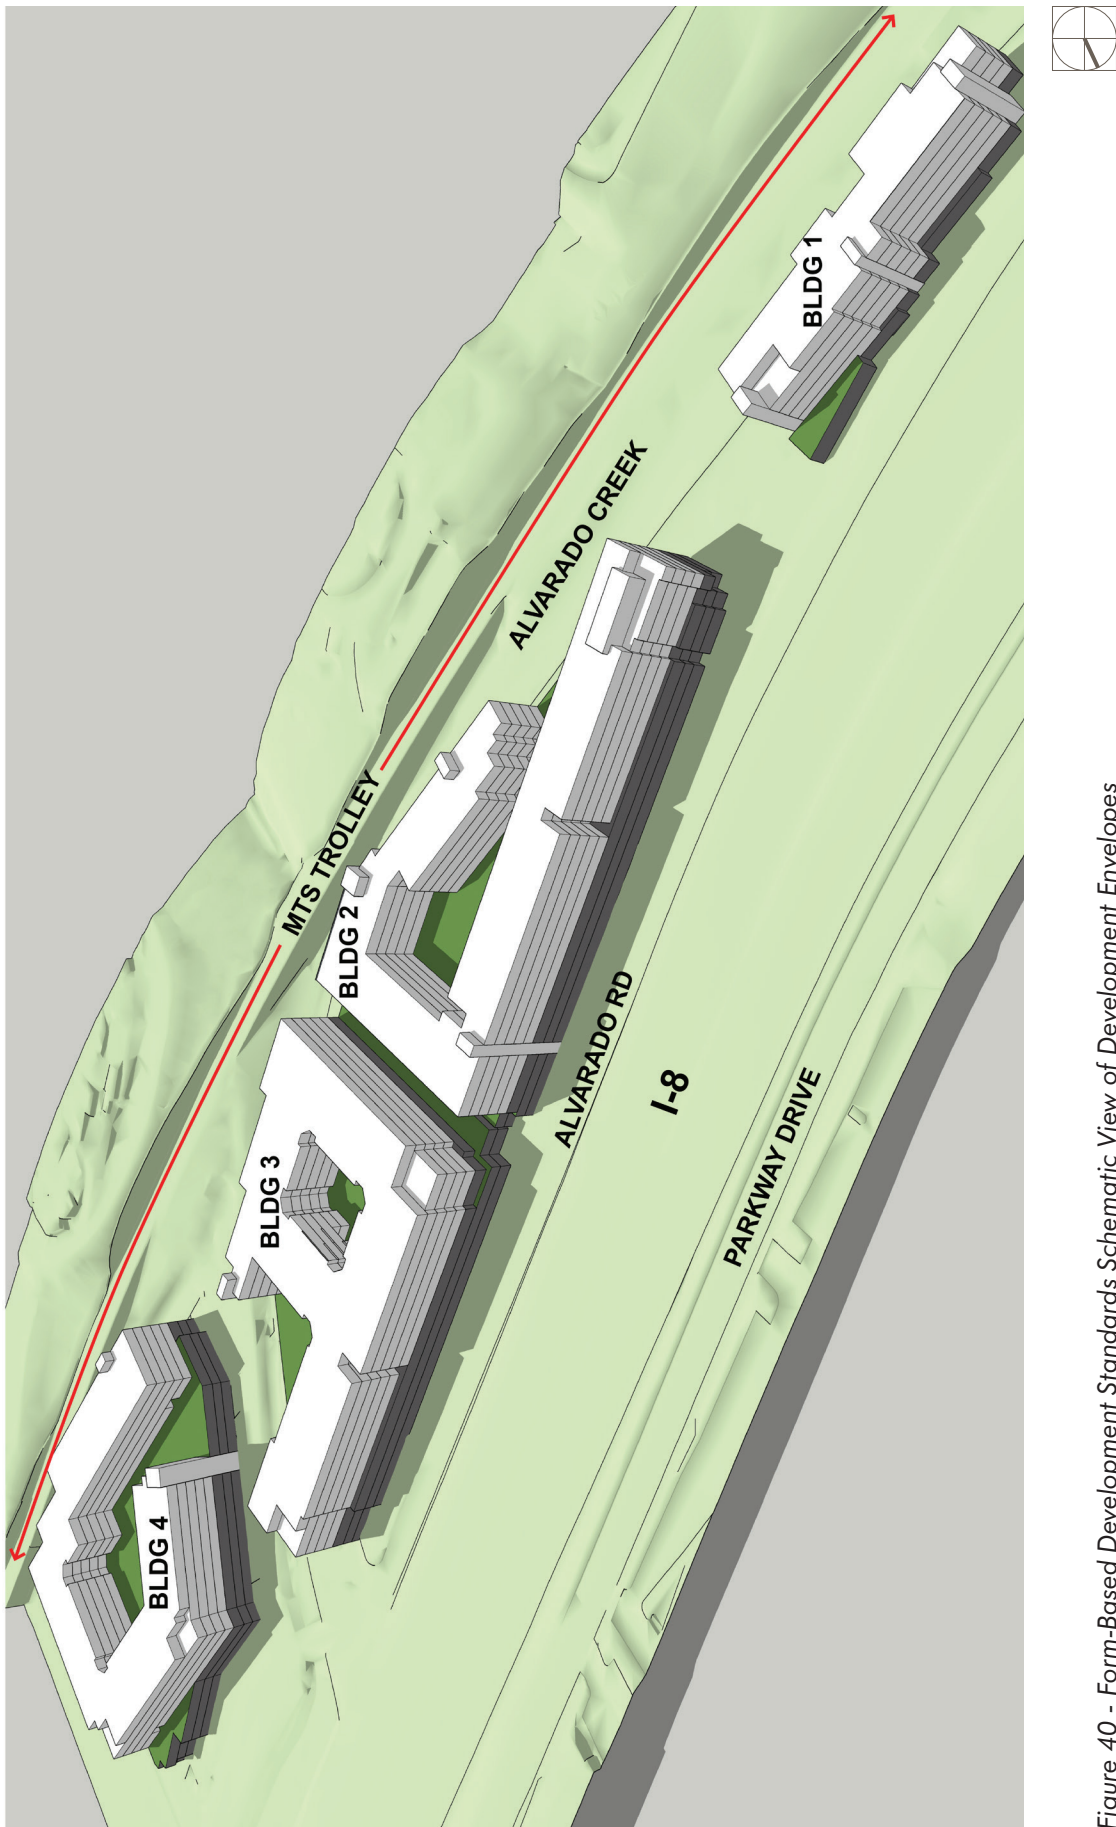 BLDG 4
BLDG 3
MTS TROLLEY
BLDG 2
ALVARADO CREEK
BLDG 1
ALVARADO RD
I-8
PARKWAY DRIVE
Figure 40 - Form-Based Development Standards Schematic View of Development Envelopes